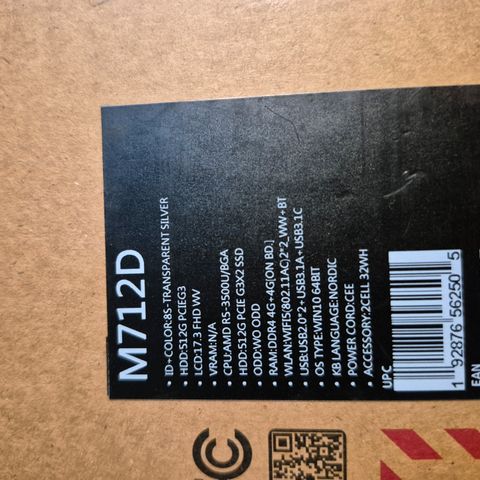 M712D
• ID+COLOR:8S-TRANSPARENT SILVER
• HDD:512G PCIEG3
• LCD:17.3 FHD WV
• VRAM:N/A
• CPU:AMD R5-3500U/BGA
• HDD:512G PCIE G3X2 SSD
• ODD:WO ODD
• RAM:DDR4 4G+4G[ON BD.]
• WLAN:WIFI5(802.11AC)2*2_WW+BT
• USB:USB2.0*2+USB3.1A+USB3.1C
• OS TYPE:WIN10 64BIT
• KB LANGUAGE:NORDIC
• POWER CORD:CEE
• ACCESSORY:2CELL 32WH
UPC
1 92876 56250 5
EAN